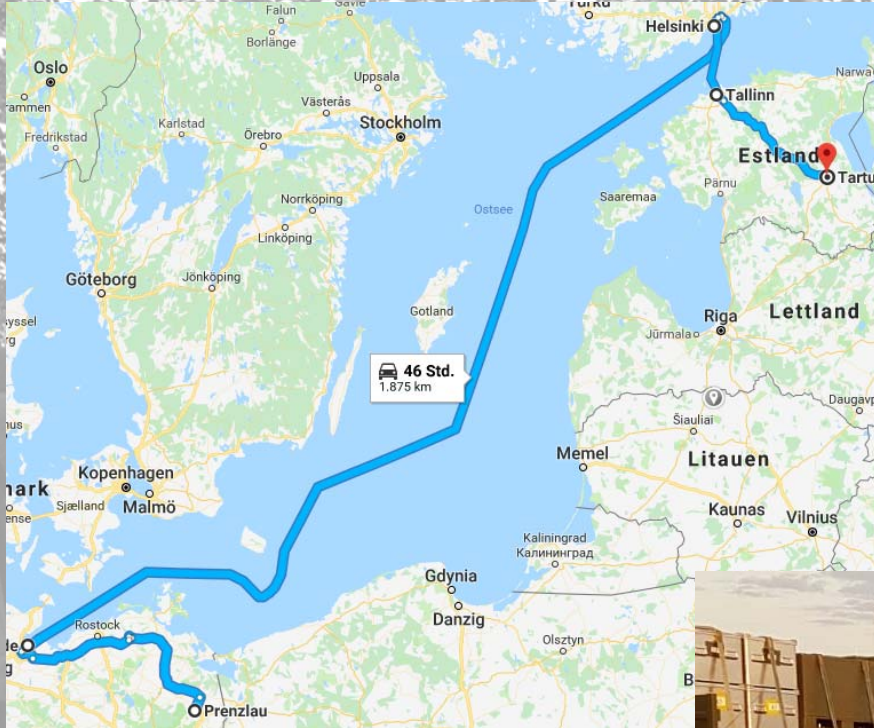 Falun
Gävle
Turku
Borlänge
Helsinki
Oslo
Uppsala
Tallinn
Narwa
Västerås
Karlstad
Fredrikstad
Örebro
Stockholm
Estland
Tartu
Norrköping
Pärnu
Ostsee
Saaremaa
Linköping
Göteborg
Jönköping
Gotland
Riga
Lettland
Jūrmala
46 Std.
1.875 km
Daugavp
Šiauliai
Memel
Litauen
Kopenhagen
Malmö
Sjælland
Kaunas
Vilnius
Kaliningrad
Калининград
Gdynia
Danzig
Rostock
Olsztyn
Prenzlau